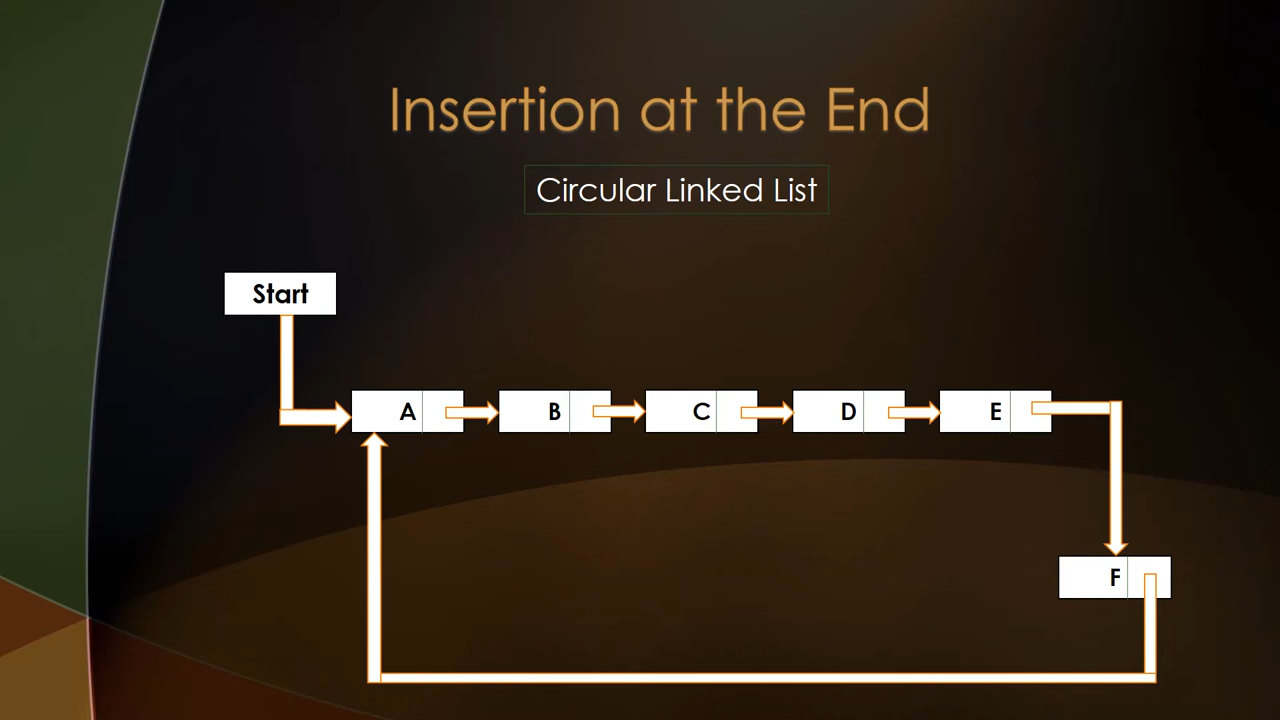 Insertion at the End
Circular Linked List
Start
A B C D E
F